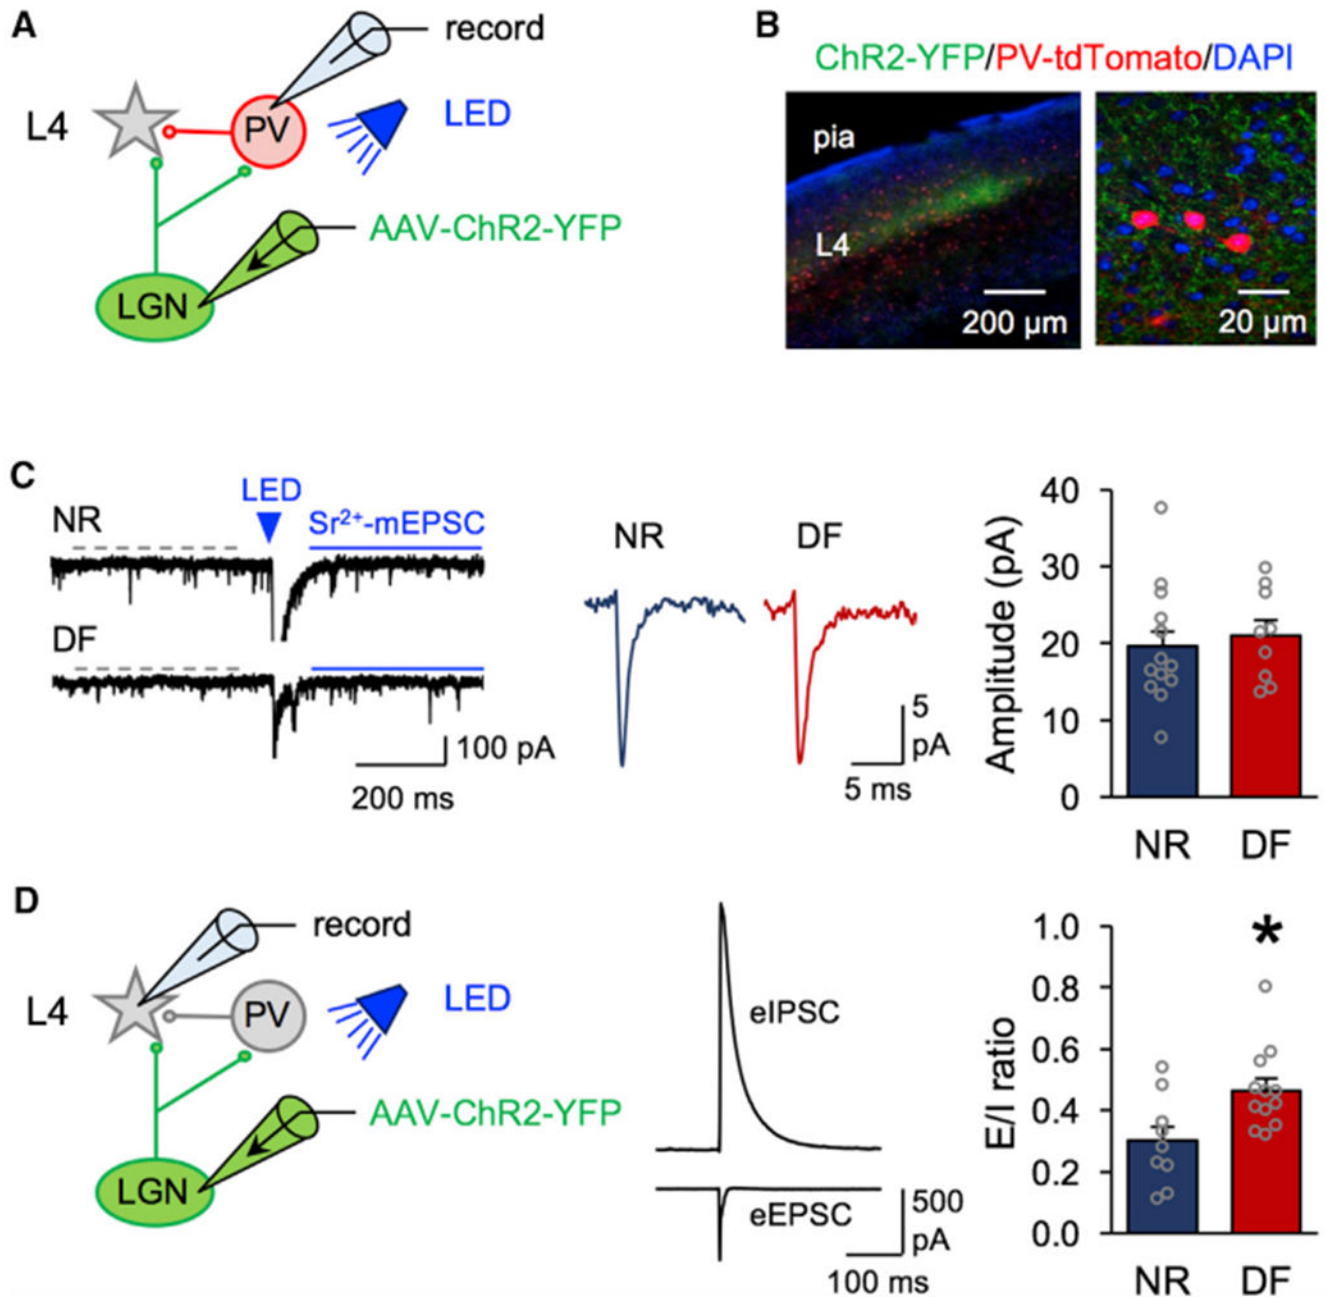 A
record
L4
PV
LED
AAV-ChR2-YFP
LGN
B
ChR2-YFP/PV-tdTomato/DAPI
pia
L4
200 µm
20 µm
C
NR
LED
Sr²⁺-mEPSC
DF
100 pA
200 ms
NR
DF
5
pA
5 ms
Amplitude (pA)
40
30
20
10
0
NR
DF
D
record
L4
PV
LED
AAV-ChR2-YFP
LGN
eIPSC
eEPSC
500
pA
100 ms
*
E/I ratio
1.0
0.8
0.6
0.4
0.2
0.0
NR
DF